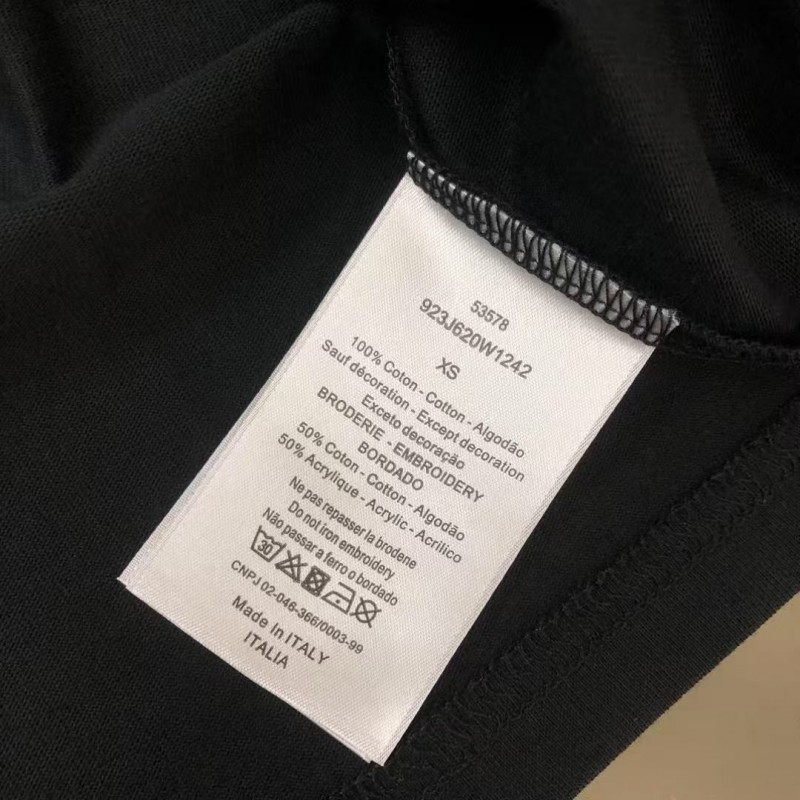 53578
923J620W1242
XS
100% Coton - Cotton - Algodão
Sauf décoration - Except decoration
Exceto decoração
BRODERIE - EMBROIDERY
BORDADO
50% Coton - Cotton - Algodão
50% Acrylique - Acrylic - Acrilico
Ne pas repasser la brodene
Do not iron embroidery
Não passar a ferro o bordado
30
CNPJ 02-046-366/0003-99
Made In ITALY
ITALIA